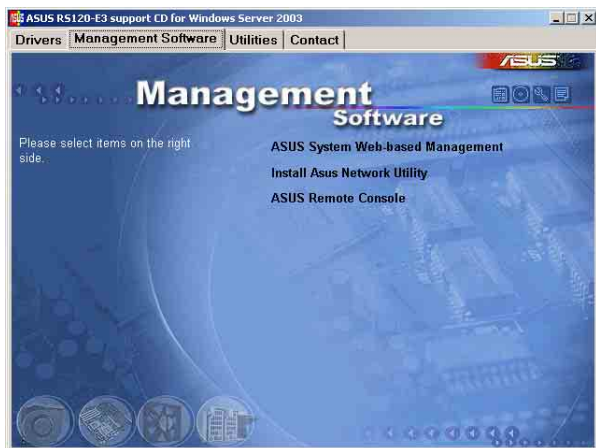 ASUS RS120-E3 support CD for Windows Server 2003
Drivers Management Software Utilities Contact
ASUS
Management
Software
Please select items on the right
side.
ASUS System Web-based Management
Install Asus Network Utility
ASUS Remote Console